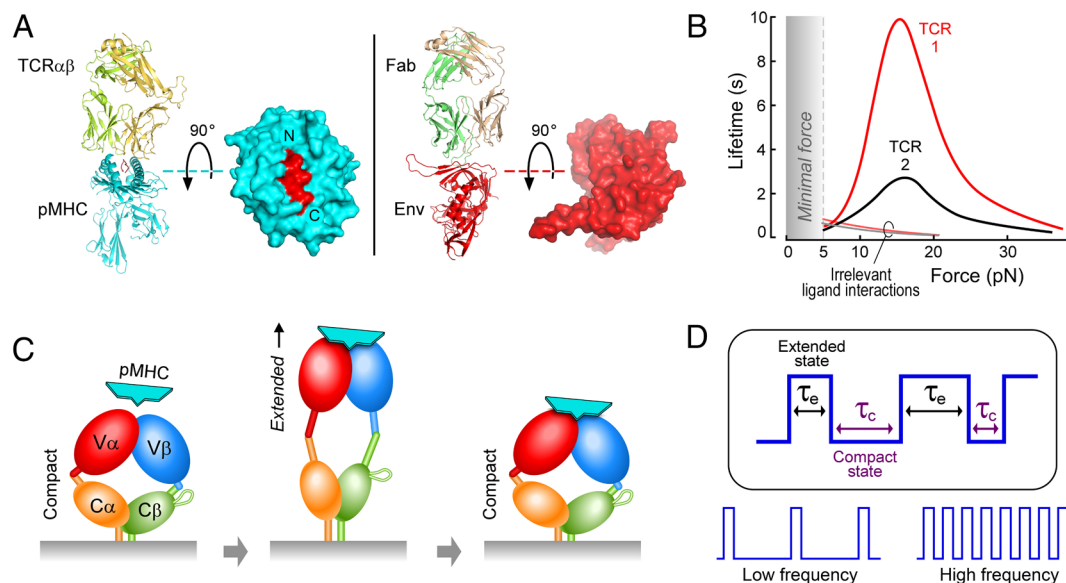 A
TCRαβ
pMHC
90°
N
C
Fab
Env
90°
B
Lifetime (s)
10
8
6
4
2
0
Minimal force
TCR
1
TCR
2
0
5
10
20
30
Force (pN)
Irrelevant
ligand interactions
C
pMHC
Compact
Vα
Vβ
Cα
Cβ
Extended
Compact
D
Extended
state
τe
τc
τe
τc
Compact
state
Low frequency
High frequency